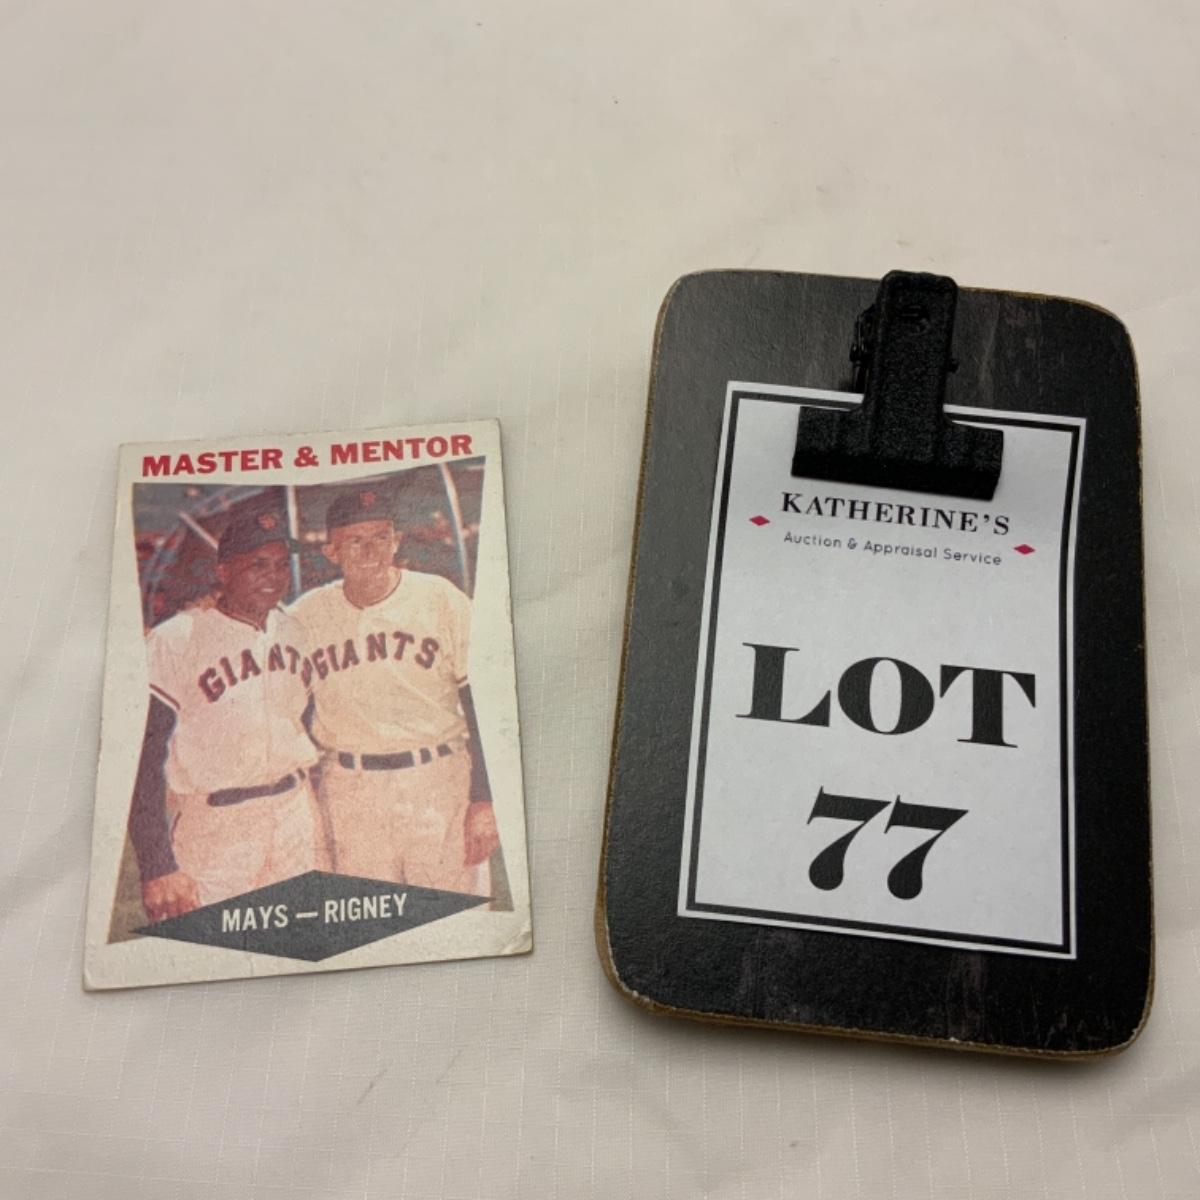 MASTER & MENTOR
GIANTS
GIANTS
MAYS — RIGNEY
KATHERINE'S
Auction & Appraisal Service
LOT
77